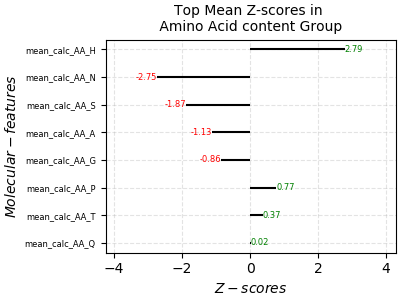 Top Mean Z-scores in
Amino Acid content Group
mean_calc_AA_H
2.79
mean_calc_AA_N
-2.75
mean_calc_AA_S
-1.87
mean_calc_AA_A
-1.13
mean_calc_AA_G
-0.86
mean_calc_AA_P
0.77
mean_calc_AA_T
0.37
mean_calc_AA_Q
0.02
−4 −2 0 2 4
Z − scores
Molecular − features